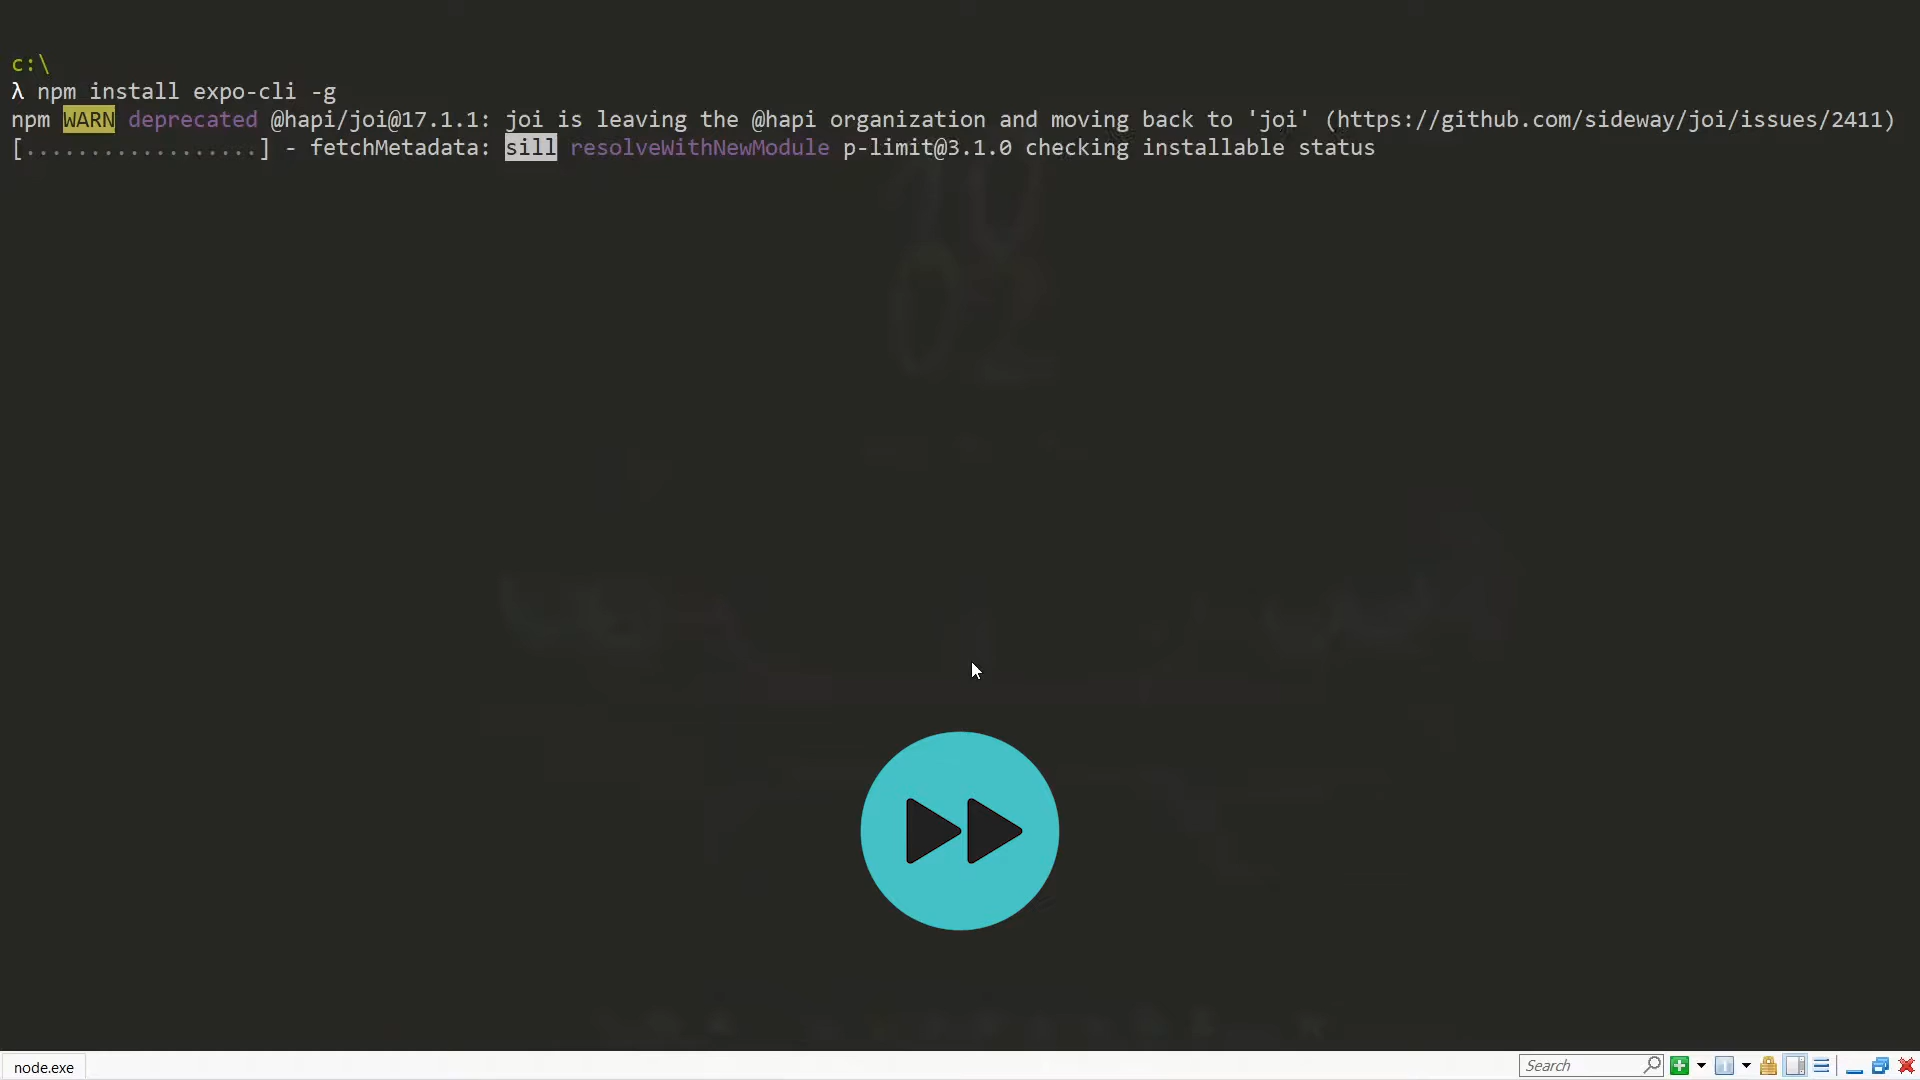 c:\
λ npm install expo-cli -g
npm WARN deprecated @hapi/joi@17.1.1: joi is leaving the @hapi organization and moving back to 'joi' (https://github.com/sideway/joi/issues/2411)
[..................] - fetchMetadata: sill resolveWithNewModule p-limit@3.1.0 checking installable status
node.exe
Search